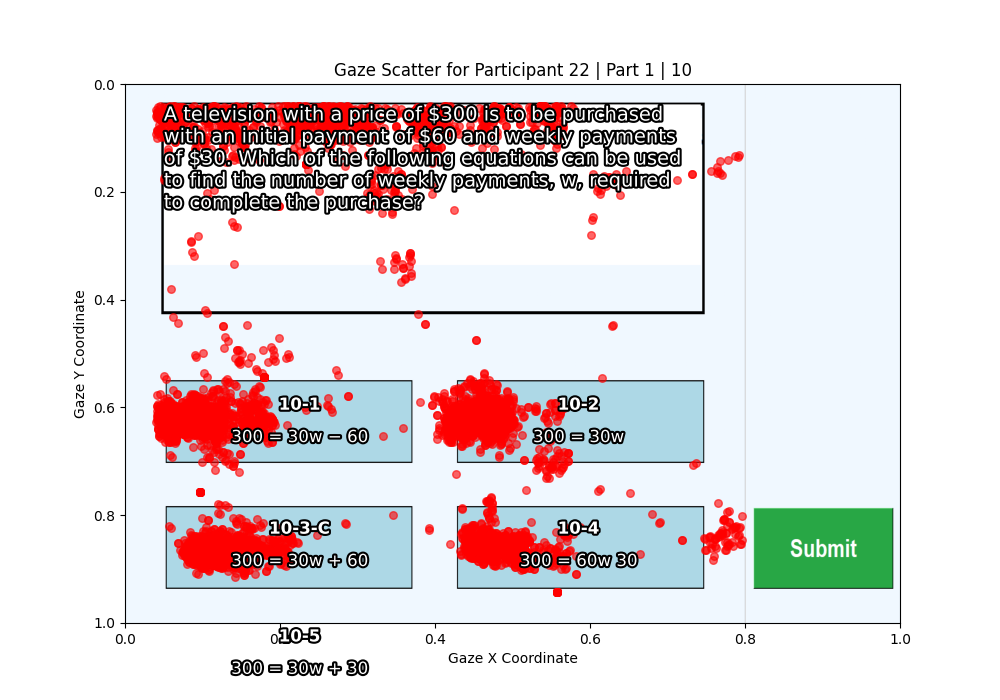 Gaze Scatter for Participant 22 | Part 1 | 10
A television with a price of $300 is to be purchased
with an initial payment of $60 and weekly payments
of $30. Which of the following equations can be used
to find the number of weekly payments, w, required
to complete the purchase?
0.0
0.2
0.4
0.6
0.8
1.0
Gaze Y Coordinate
10-1
300 = 30w − 60
10-2
300 = 30w
10-3-C
300 = 30w + 60
10-4
300 = 60w 30
Submit
10-5
300 = 30w + 30
0.0
0.2
0.4
0.6
0.8
1.0
Gaze X Coordinate